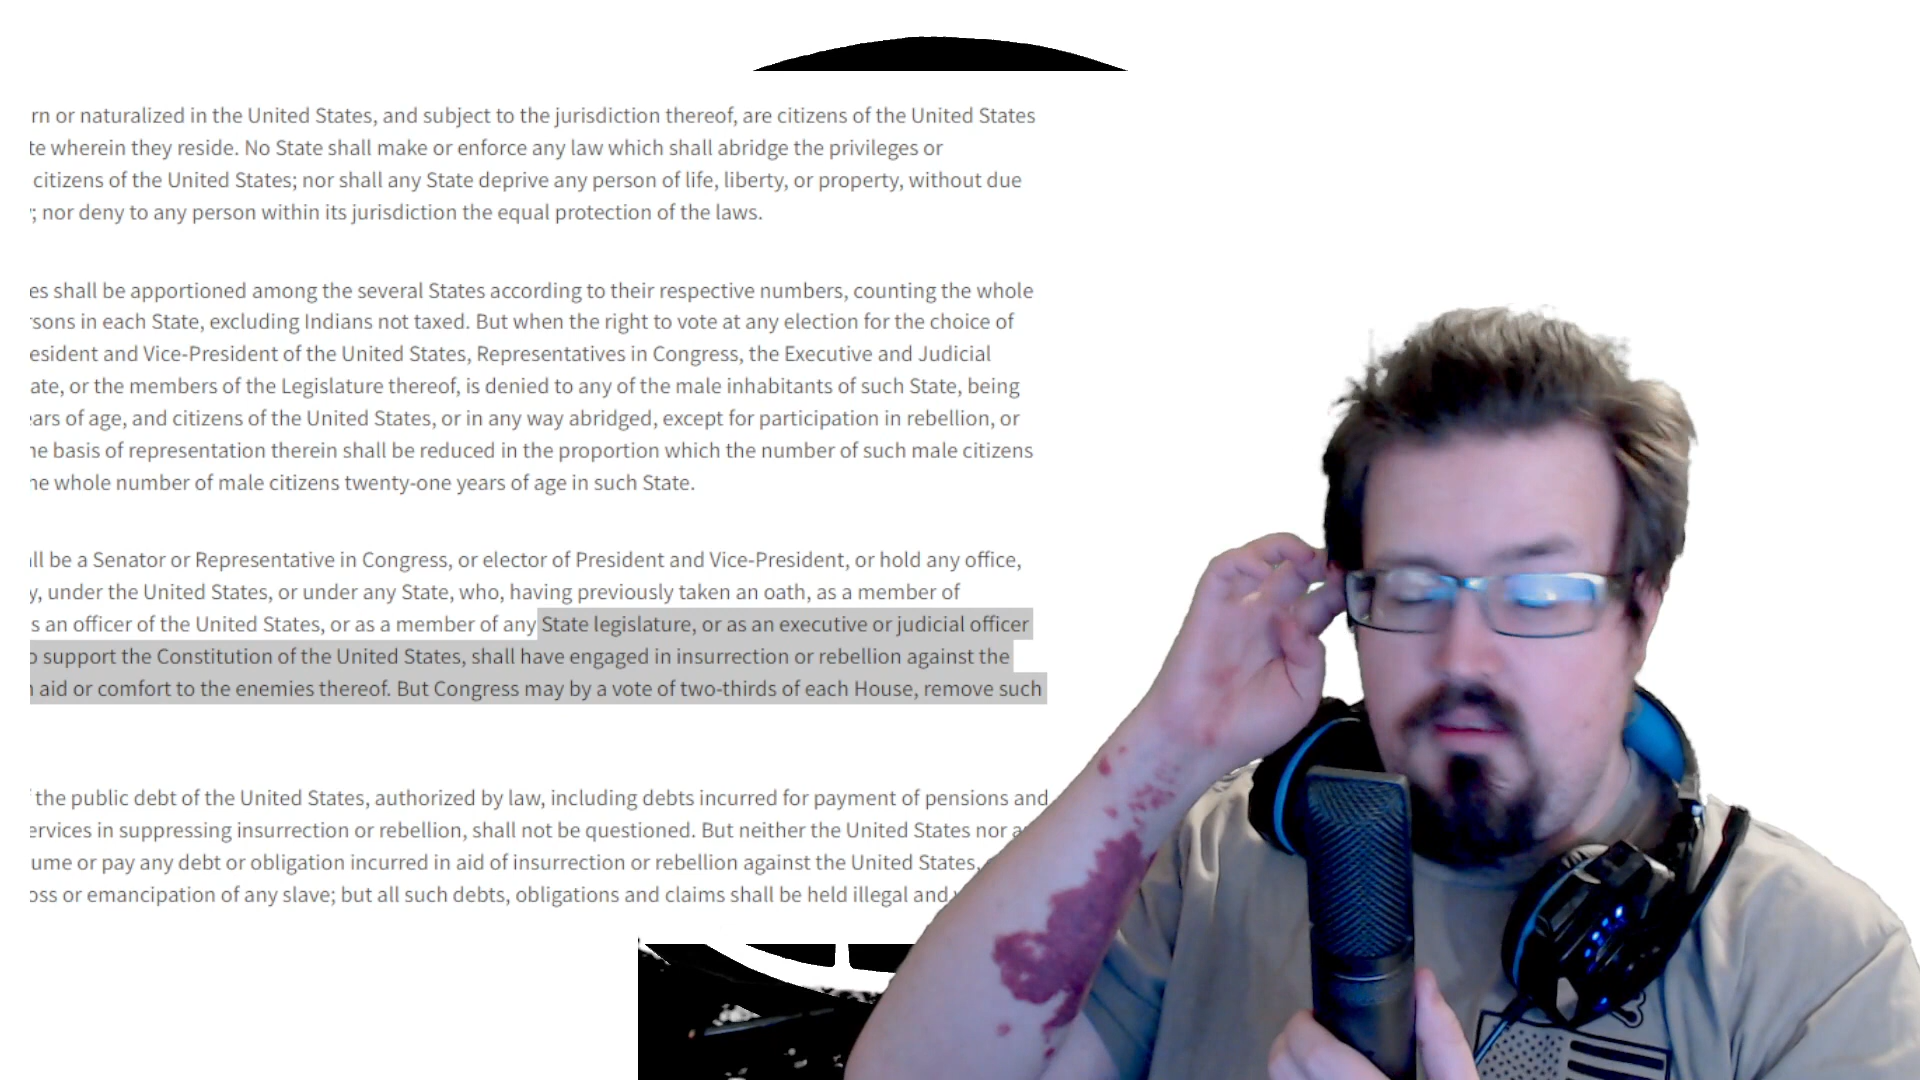 rn or naturalized in the United States, and subject to the jurisdiction thereof, are citizens of the United States
te wherein they reside. No State shall make or enforce any law which shall abridge the privileges or
citizens of the United States; nor shall any State deprive any person of life, liberty, or property, without due
; nor deny to any person within its jurisdiction the equal protection of the laws.
es shall be apportioned among the several States according to their respective numbers, counting the whole
rsons in each State, excluding Indians not taxed. But when the right to vote at any election for the choice of
esident and Vice-President of the United States, Representatives in Congress, the Executive and Judicial
ate, or the members of the Legislature thereof, is denied to any of the male inhabitants of such State, being
ears of age, and citizens of the United States, or in any way abridged, except for participation in rebellion, or
he basis of representation therein shall be reduced in the proportion which the number of such male citizens
he whole number of male citizens twenty-one years of age in such State.
ll be a Senator or Representative in Congress, or elector of President and Vice-President, or hold any office,
y, under the United States, or under any State, who, having previously taken an oath, as a member of
s an officer of the United States, or as a member of any State legislature, or as an executive or judicial officer
o support the Constitution of the United States, shall have engaged in insurrection or rebellion against the
aid or comfort to the enemies thereof. But Congress may by a vote of two-thirds of each House, remove such
the public debt of the United States, authorized by law, including debts incurred for payment of pensions and
ervices in suppressing insurrection or rebellion, shall not be questioned. But neither the United States nor a
ume or pay any debt or obligation incurred in aid of insurrection or rebellion against the United States,
oss or emancipation of any slave; but all such debts, obligations and claims shall be held illegal and